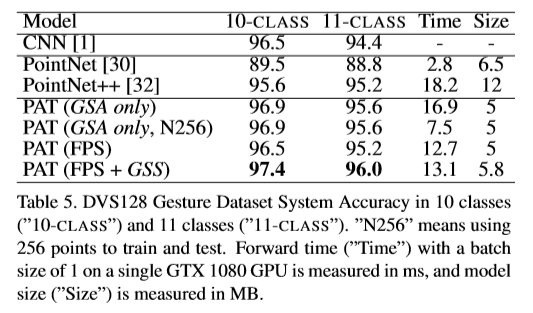 Model 10-CLASS 11-CLASS Time Size
CNN [1] 96.5 94.4 - -
PointNet [30] 89.5 88.8 2.8 6.5
PointNet++ [32] 95.6 95.2 18.2 12
PAT (GSA only) 96.9 95.6 16.9 5
PAT (GSA only, N256) 96.9 95.6 7.5 5
PAT (FPS) 96.5 95.2 12.7 5
PAT (FPS + GSS) 97.4 96.0 13.1 5.8
Table 5. DVS128 Gesture Dataset System Accuracy in 10 classes
(”10-CLASS”) and 11 classes (”11-CLASS”). ”N256” means using
256 points to train and test. Forward time (”Time”) with a batch
size of 1 on a single GTX 1080 GPU is measured in ms, and model
size (”Size”) is measured in MB.